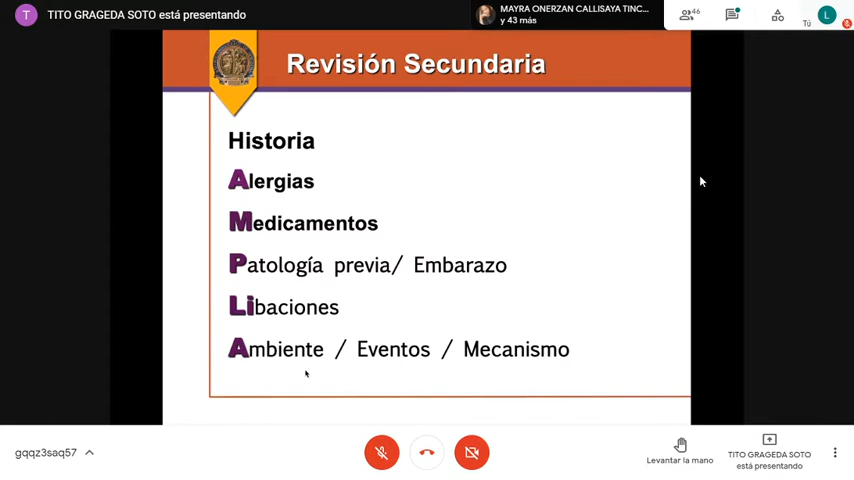 TITO GRAGEDA SOTO está presentando
MAYRA ONERZAN CALLISAYA TINC...
y 43 más
46
Tú
L
T
Revisión Secundaria
Historia
Alergias
Medicamentos
Patología previa/ Embarazo
Libaciones
Ambiente / Eventos / Mecanismo
gqqz3saq57
Levantar la mano
TITO GRAGEDA SOTO
está presentando